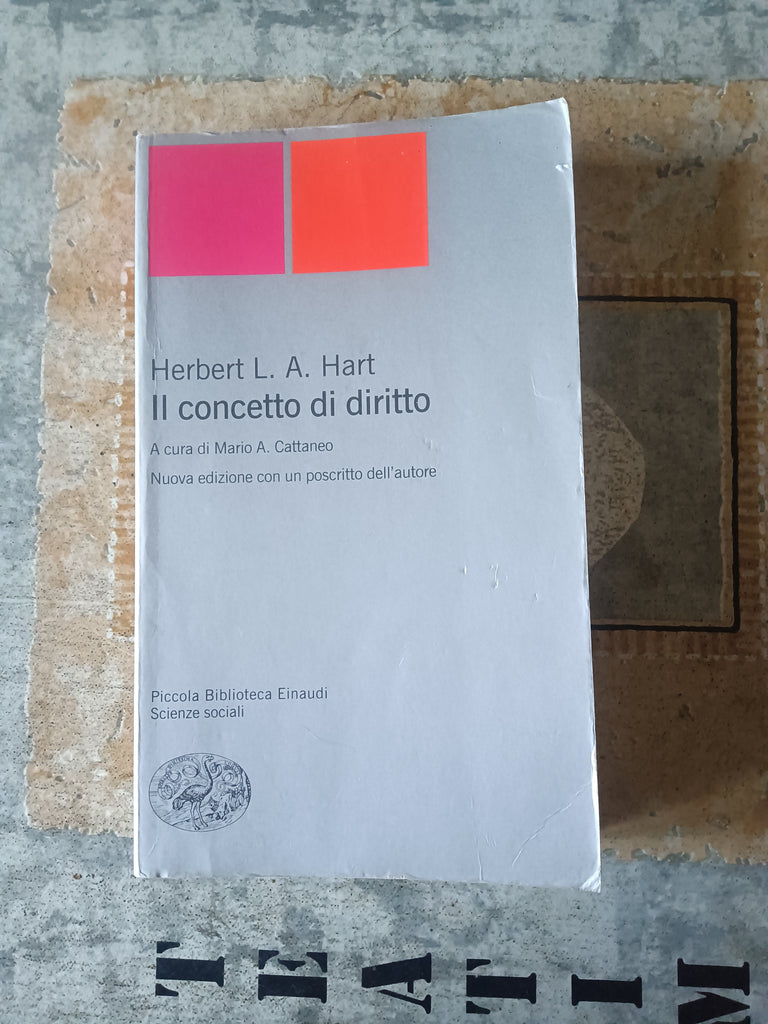 Herbert L. A. Hart
Il concetto di diritto
A cura di Mario A. Cattaneo
Nuova edizione con un poscritto dell'autore
Piccola Biblioteca Einaudi
Scienze sociali
TEATIM